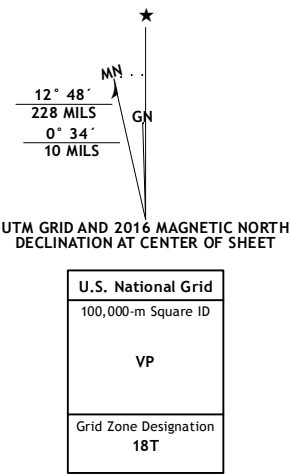 ★
MN
GN
12° 48´
228 MILS
0° 34´
10 MILS
UTM GRID AND 2016 MAGNETIC NORTH
DECLINATION AT CENTER OF SHEET
U.S. National Grid
100,000-m Square ID
VP
Grid Zone Designation
18T